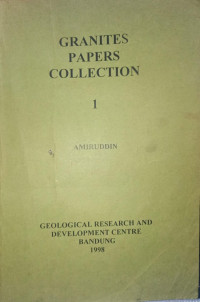 GRANITES
PAPERS
COLLECTION
1
AMIRUDDIN
GEOLOGICAL RESEARCH AND
DEVELOPMENT CENTRE
BANDUNG
1998